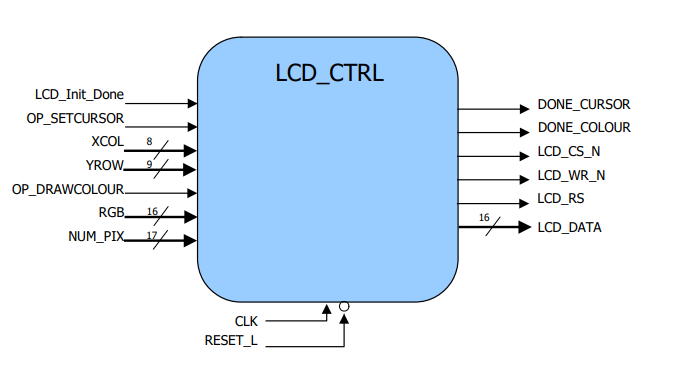 LCD_CTRL
LCD_Init_Done
OP_SETCURSOR
XCOL 8
YROW 9
OP_DRAWCOLOUR
RGB 16
NUM_PIX 17
DONE_CURSOR
DONE_COLOUR
LCD_CS_N
LCD_WR_N
LCD_RS
16 LCD_DATA
CLK
RESET_L